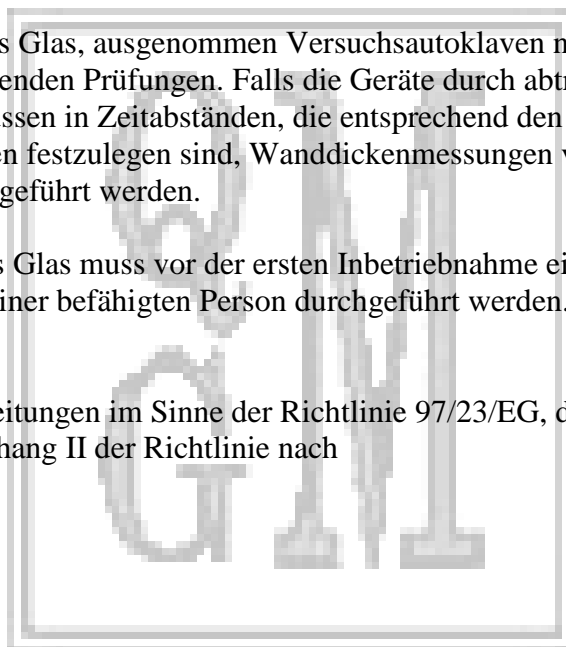 s Glas, ausgenommen Versuchsautoklaven n
enden Prüfungen. Falls die Geräte durch abtr
ssen in Zeitabständen, die entsprechend den
en festzulegen sind, Wanddickenmessungen v
geführt werden.
s Glas muss vor der ersten Inbetriebnahme ei
iner befähigten Person durchgeführt werden.
eitungen im Sinne der Richtlinie 97/23/EG, d
hang II der Richtlinie nach
QM
GM